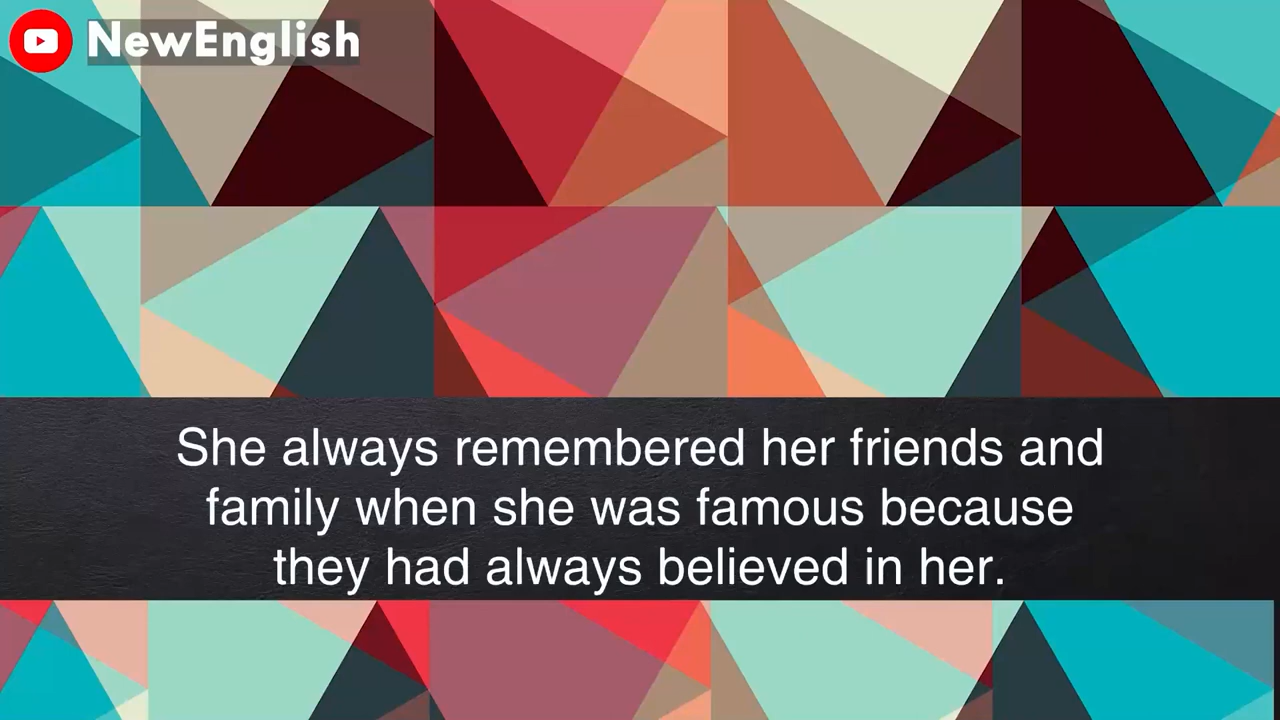 NewEnglish
She always remembered her friends and
family when she was famous because
they had always believed in her.